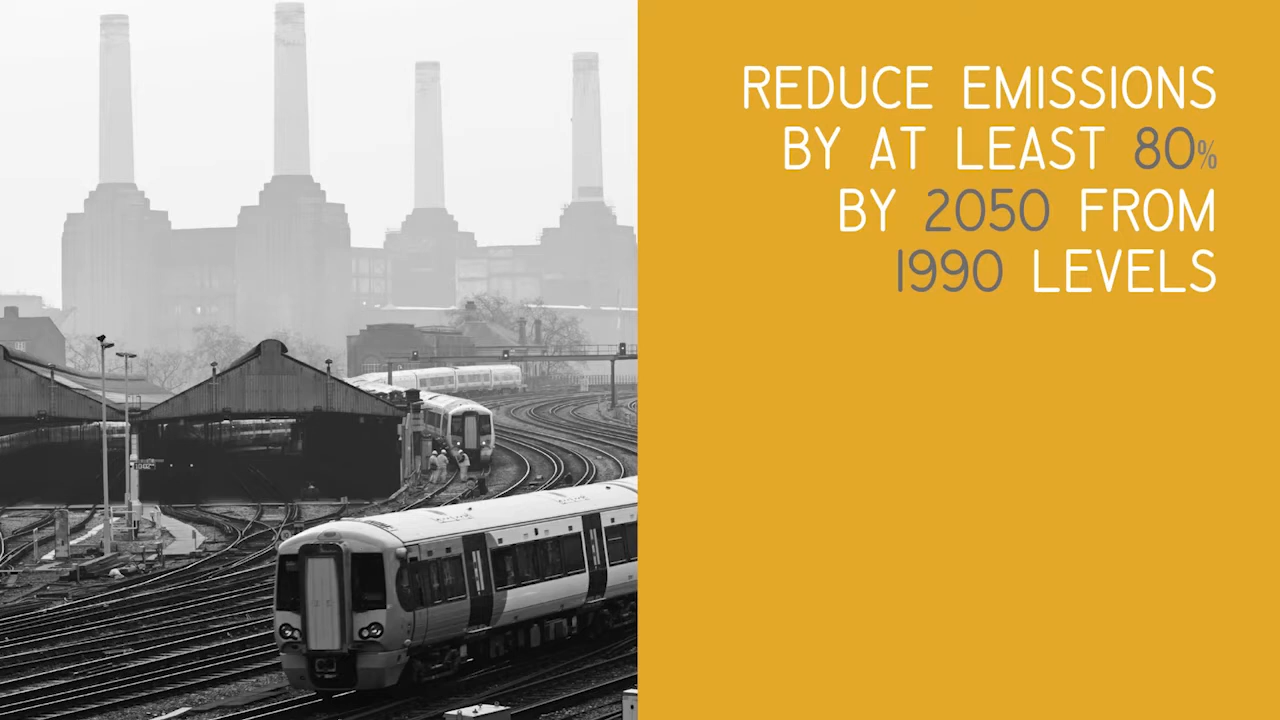 REDUCE EMISSIONS
BY AT LEAST 80%
BY 2050 FROM
1990 LEVELS